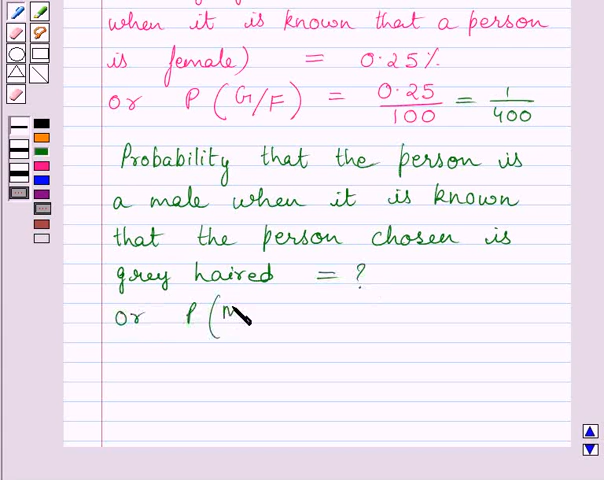 when it is known that a person
is female) = 0.25%
or P(G/F) = 0.25/100 = 1/400
Probability that the person is
a male when it is known
that the person chosen is
grey haired = ?
or P(M